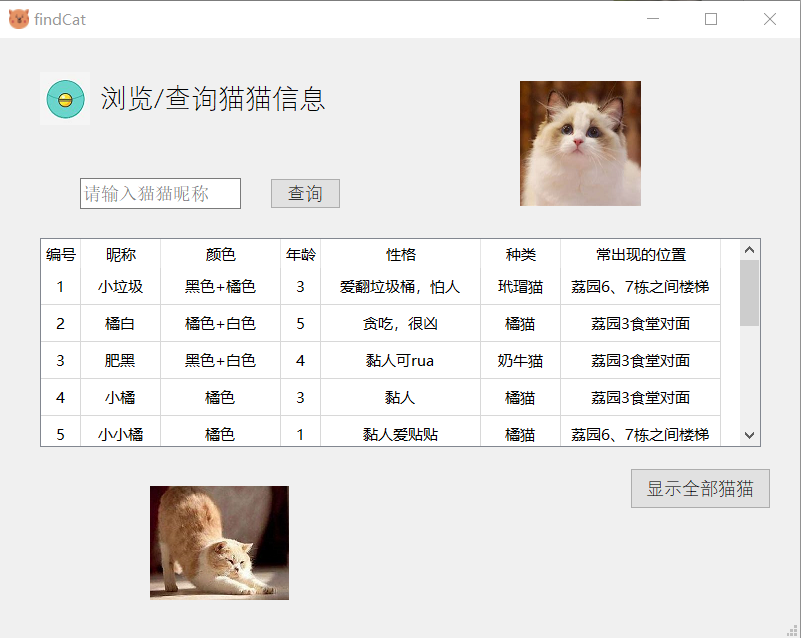 findCat
浏览/查询猫猫信息
请输入猫猫昵称 查询
编号 昵称 颜色 年龄 性格 种类 常出现的位置
1 小垃圾 黑色+橘色 3 爱翻垃圾桶，怕人 玳瑁猫 荔园6、7栋之间楼梯
2 橘白 橘色+白色 5 贪吃，很凶 橘猫 荔园3食堂对面
3 肥黑 黑色+白色 4 黏人可rua 奶牛猫 荔园3食堂对面
4 小橘 橘色 3 黏人 橘猫 荔园3食堂对面
5 小小橘 橘色 1 黏人爱贴贴 橘猫 荔园6、7栋之间楼梯
显示全部猫猫